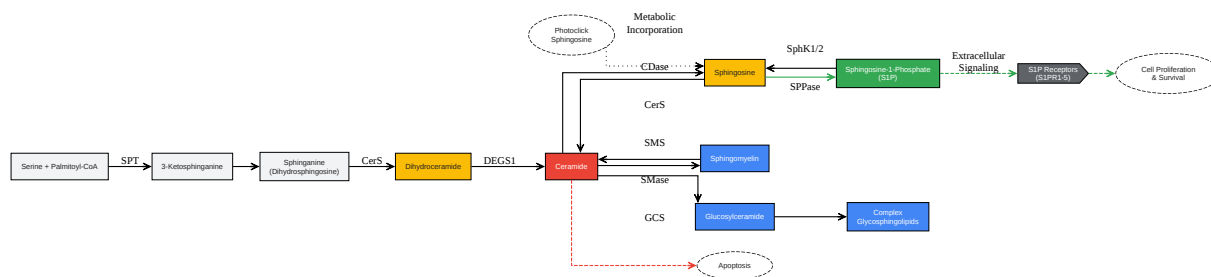 Metabolic
Incorporation
Photoclick
Sphingosine
SphK1/2
Extracellular
Signaling
CDase
Sphingosine
Sphingosine-1-Phosphate
(S1P)
S1P Receptors
(S1PR1-5)
Cell Proliferation
& Survival
SPPase
CerS
SMS
Sphingomyelin
Serine + Palmitoyl-CoA
SPT
3-Ketosphinganine
Sphinganine
(Dihydrosphingosine)
CerS
Dihydroceramide
DEGS1
Ceramide
SMase
GCS
Glucosylceramide
Complex
Glycosphingolipids
Apoptosis